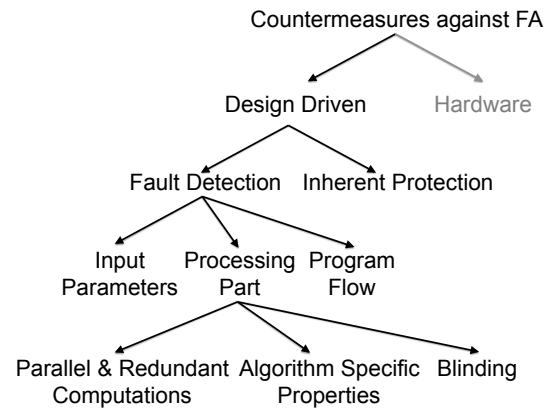 Countermeasures against FA
Design Driven
Hardware
Fault Detection
Inherent Protection
Input
Parameters
Processing
Part
Program
Flow
Parallel & Redundant
Computations
Algorithm Specific
Properties
Blinding